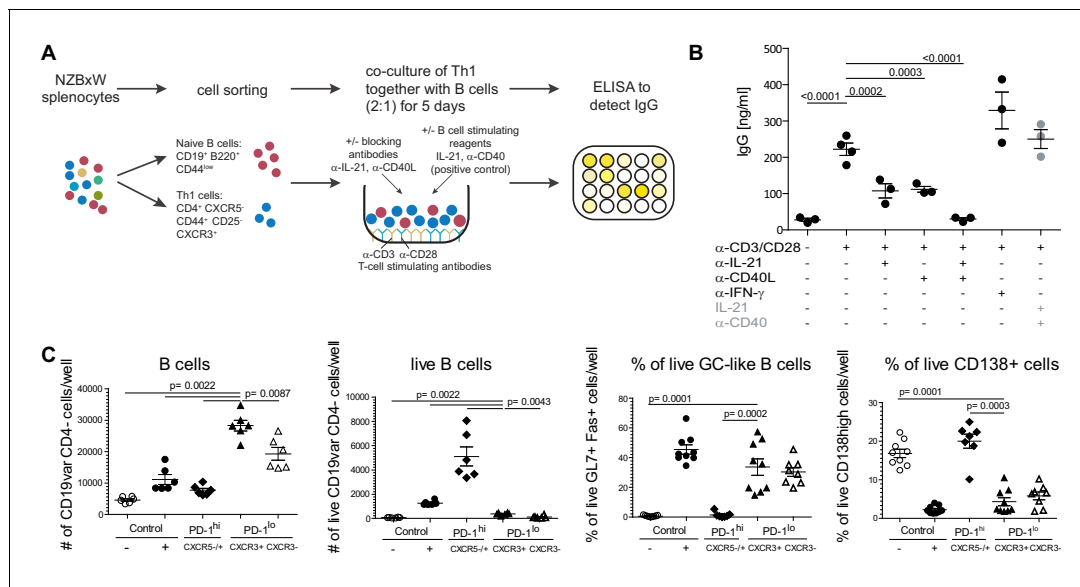 A
NZBxW
splenocytes
cell sorting
co-culture of Th1
together with B cells
(2:1) for 5 days
ELISA to
detect IgG
Naive B cells:
CD19+ B220+
CD44low
Th1 cells:
CD4+ CXCR5-
CD44+ CD25-
CXCR3+
+/- blocking
antibodies
α-IL-21, α-CD40L
+/- B cell stimulating
reagents
IL-21, α-CD40
(positive control)
α-CD3 α-CD28
T-cell stimulating antibodies
B
IgG [ng/ml]
500
400
300
200
100
0
<0.0001
0.0003
<0.0001 0.0002
α-CD3/CD28 - + + + + + +
α-IL-21 - - + - + - -
α-CD40L - - - + + - -
α-IFN-γ - - - - - + -
IL-21 - - - - - - +
α-CD40 - - - - - - +
C
B cells
# of CD19var CD4- cells/well
40000
30000
20000
10000
0
p= 0.0022
p= 0.0087
Control PD-1hi PD-1lo
- + CXCR5-/+ CXCR3+ CXCR3-
live B cells
# of live CD19var CD4- cells/well
10000
8000
6000
4000
2000
0
p= 0.0022
p= 0.0043
Control PD-1hi PD-1lo
- + CXCR5-/+ CXCR3+ CXCR3-
% of live GC-like B cells
% of live GL7+ Fas+ cells/well
80
60
40
20
0
p= 0.0001
p= 0.0002
Control PD-1hi PD-1lo
- + CXCR5-/+ CXCR3+ CXCR3-
% of live CD138+ cells
% of live CD138high cells/well
30
20
10
0
p= 0.0001
p= 0.0003
Control PD-1hi PD-1lo
- + CXCR5-/+ CXCR3+ CXCR3-